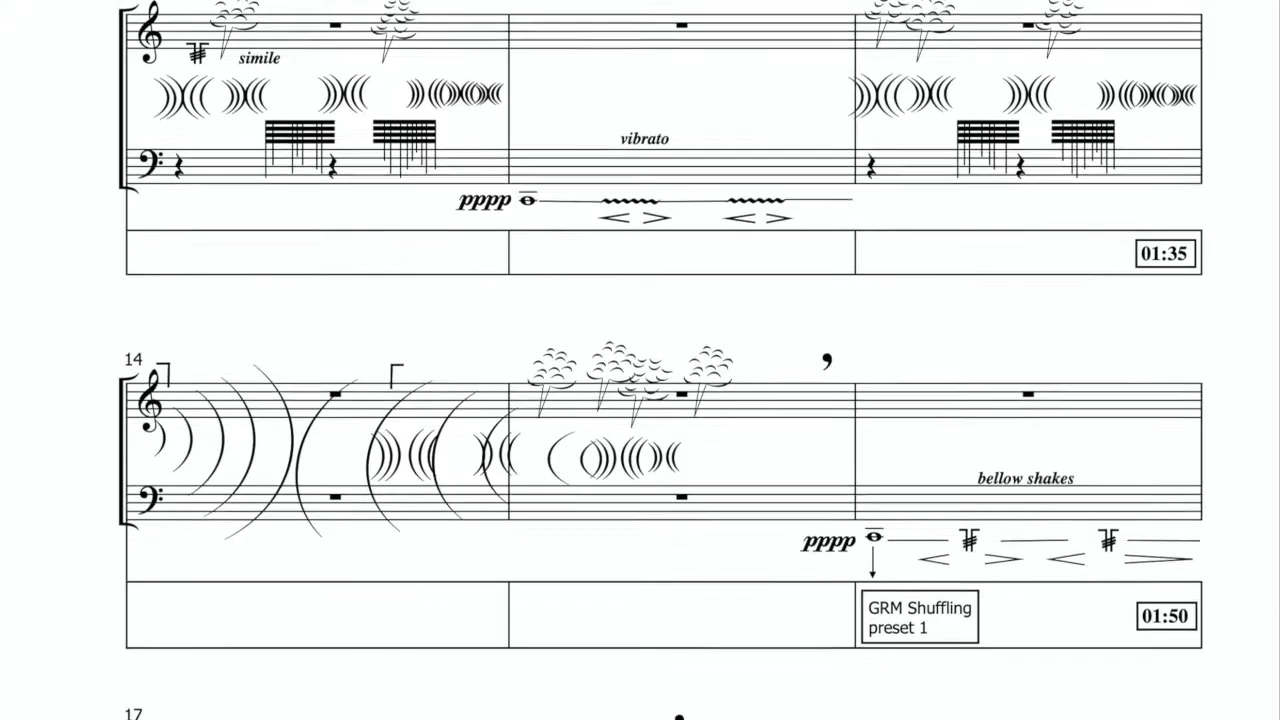 simile
vibrato
pppp
01:35
14
bellow shakes
pppp
GRM Shuffling
preset 1
01:50
17